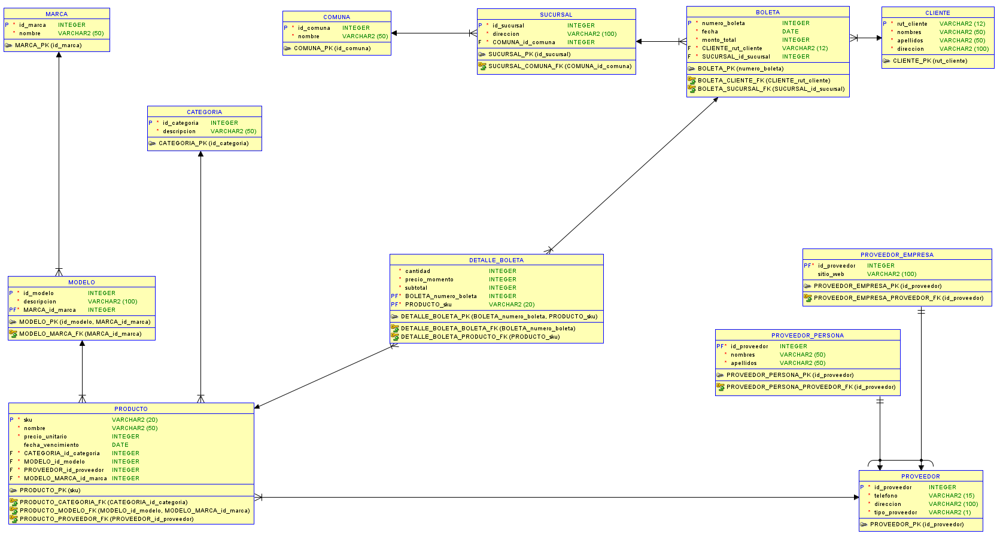 MARCA
P * id_marca INTEGER
* nombre VARCHAR2 (50)
MARCA_PK (id_marca)
COMUNA
P * id_comuna INTEGER
* nombre VARCHAR2 (50)
COMUNA_PK (id_comuna)
SUCURSAL
P * id_sucursal INTEGER
* direccion VARCHAR2 (100)
F * COMUNA_id_comuna INTEGER
SUCURSAL_PK (id_sucursal)
SUCURSAL_COMUNA_FK (COMUNA_id_comuna)
BOLETA
P * numero_boleta INTEGER
* fecha DATE
* monto_total INTEGER
F * CLIENTE_rut_cliente VARCHAR2 (12)
F * SUCURSAL_id_sucursal INTEGER
BOLETA_PK (numero_boleta)
BOLETA_CLIENTE_FK (CLIENTE_rut_cliente)
BOLETA_SUCURSAL_FK (SUCURSAL_id_sucursal)
CLIENTE
P * rut_cliente VARCHAR2 (12)
* nombres VARCHAR2 (50)
* apellidos VARCHAR2 (50)
* direccion VARCHAR2 (100)
CLIENTE_PK (rut_cliente)
CATEGORIA
P * id_categoria INTEGER
* descripcion VARCHAR2 (50)
CATEGORIA_PK (id_categoria)
MODELO
P * id_modelo INTEGER
* descripcion VARCHAR2 (100)
PF* MARCA_id_marca INTEGER
MODELO_PK (id_modelo, MARCA_id_marca)
MODELO_MARCA_FK (MARCA_id_marca)
DETALLE_BOLETA
* cantidad INTEGER
* precio_momento INTEGER
* subtotal INTEGER
PF* BOLETA_numero_boleta INTEGER
PF* PRODUCTO_sku VARCHAR2 (20)
DETALLE_BOLETA_PK (BOLETA_numero_boleta, PRODUCTO_sku)
DETALLE_BOLETA_BOLETA_FK (BOLETA_numero_boleta)
DETALLE_BOLETA_PRODUCTO_FK (PRODUCTO_sku)
PROVEEDOR_EMPRESA
PF* id_proveedor INTEGER
sitio_web VARCHAR2 (100)
PROVEEDOR_EMPRESA_PK (id_proveedor)
PROVEEDOR_EMPRESA_PROVEEDOR_FK (id_proveedor)
PROVEEDOR_PERSONA
PF* id_proveedor INTEGER
* nombres VARCHAR2 (50)
* apellidos VARCHAR2 (50)
PROVEEDOR_PERSONA_PK (id_proveedor)
PROVEEDOR_PERSONA_PROVEEDOR_FK (id_proveedor)
PRODUCTO
P * sku VARCHAR2 (20)
* nombre VARCHAR2 (50)
* precio_unitario INTEGER
fecha_vencimiento DATE
F * CATEGORIA_id_categoria INTEGER
F * MODELO_id_modelo INTEGER
F * PROVEEDOR_id_proveedor INTEGER
F * MODELO_MARCA_id_marca INTEGER
PRODUCTO_PK (sku)
PRODUCTO_CATEGORIA_FK (CATEGORIA_id_categoria)
PRODUCTO_MODELO_FK (MODELO_id_modelo, MODELO_MARCA_id_marca)
PRODUCTO_PROVEEDOR_FK (PROVEEDOR_id_proveedor)
PROVEEDOR
P * id_proveedor INTEGER
* telefono VARCHAR2 (15)
* direccion VARCHAR2 (100)
* tipo_proveedor VARCHAR2 (1)
PROVEEDOR_PK (id_proveedor)